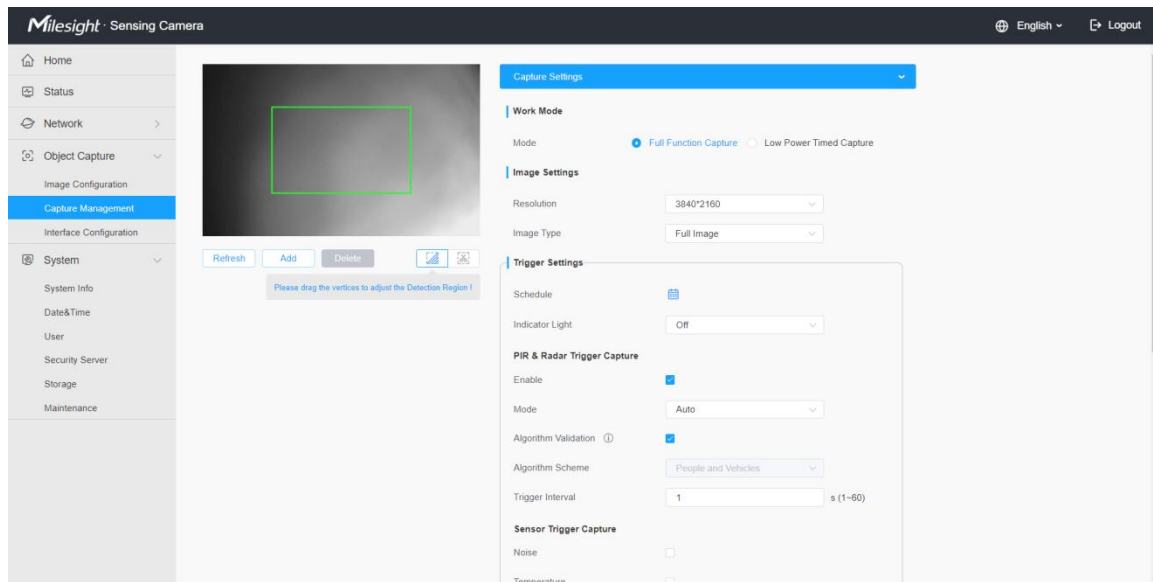 Milesight · Sensing Camera
English
Logout
Home
Status
Network
Object Capture
Image Configuration
Capture Management
Interface Configuration
System
System Info
Date&Time
User
Security Server
Storage
Maintenance
Refresh
Add
Delete
Please drag the vertices to adjust the Detection Region !
Capture Settings
Work Mode
Mode Full Function Capture Low Power Timed Capture
Image Settings
Resolution 3840*2160
Image Type Full Image
Trigger Settings
Schedule
Indicator Light Off
PIR & Radar Trigger Capture
Enable
Mode Auto
Algorithm Validation
Algorithm Scheme People and Vehicles
Trigger Interval 1 s (1~60)
Sensor Trigger Capture
Noise
Temperature